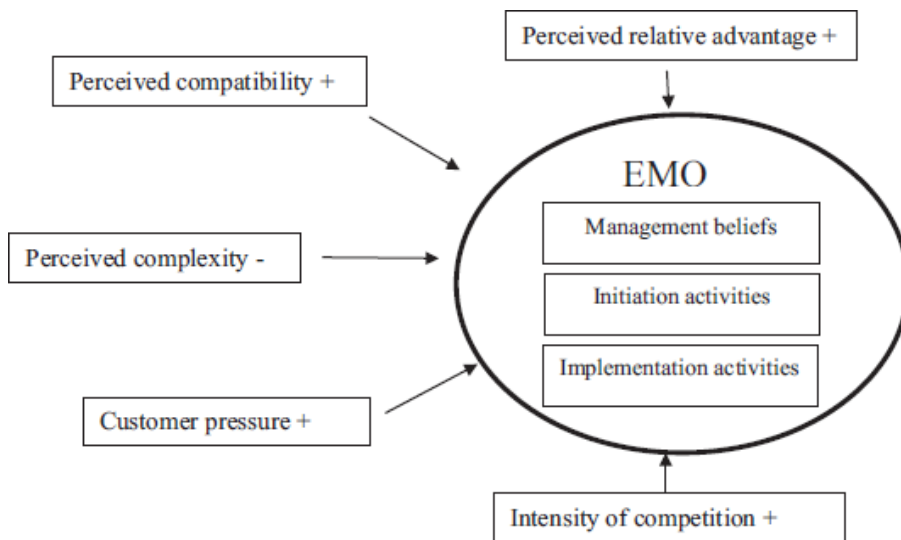 Perceived relative advantage +
Perceived compatibility +
EMO
Management beliefs
Perceived complexity -
Initiation activities
Implementation activities
Customer pressure +
Intensity of competition +